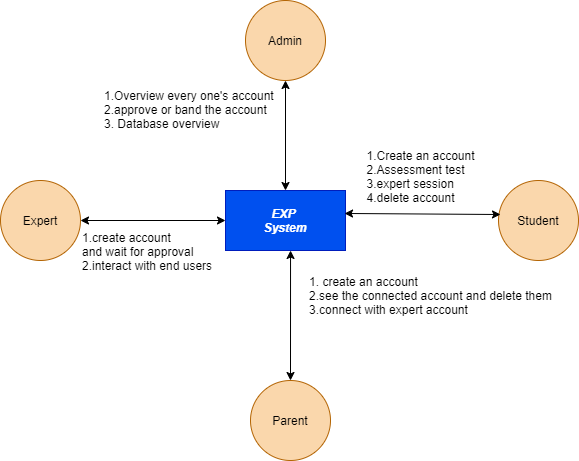 Admin
1.Overview every one's account
2.approve or band the account
3. Database overview
1.Create an account
2.Assessment test
3.expert session
4.delete account
Expert
EXP
System
Student
1.create account
and wait for approval
2.interact with end users
1. create an account
2.see the connected account and delete them
3.connect with expert account
Parent